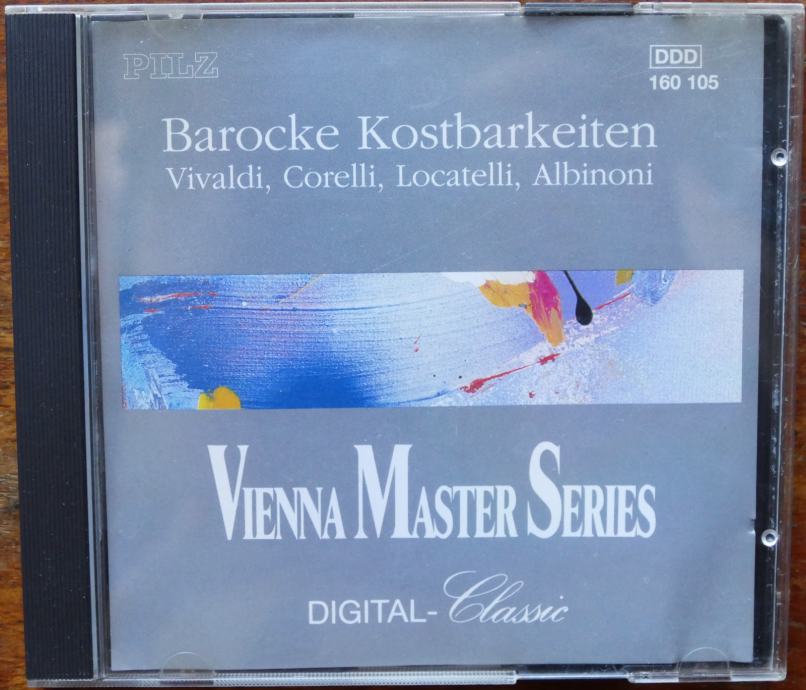 PILZ
DDD
160 105
Barocke Kostbarkeiten
Vivaldi, Corelli, Locatelli, Albinoni
VIENNA MASTER SERIES
DIGITAL-Classic